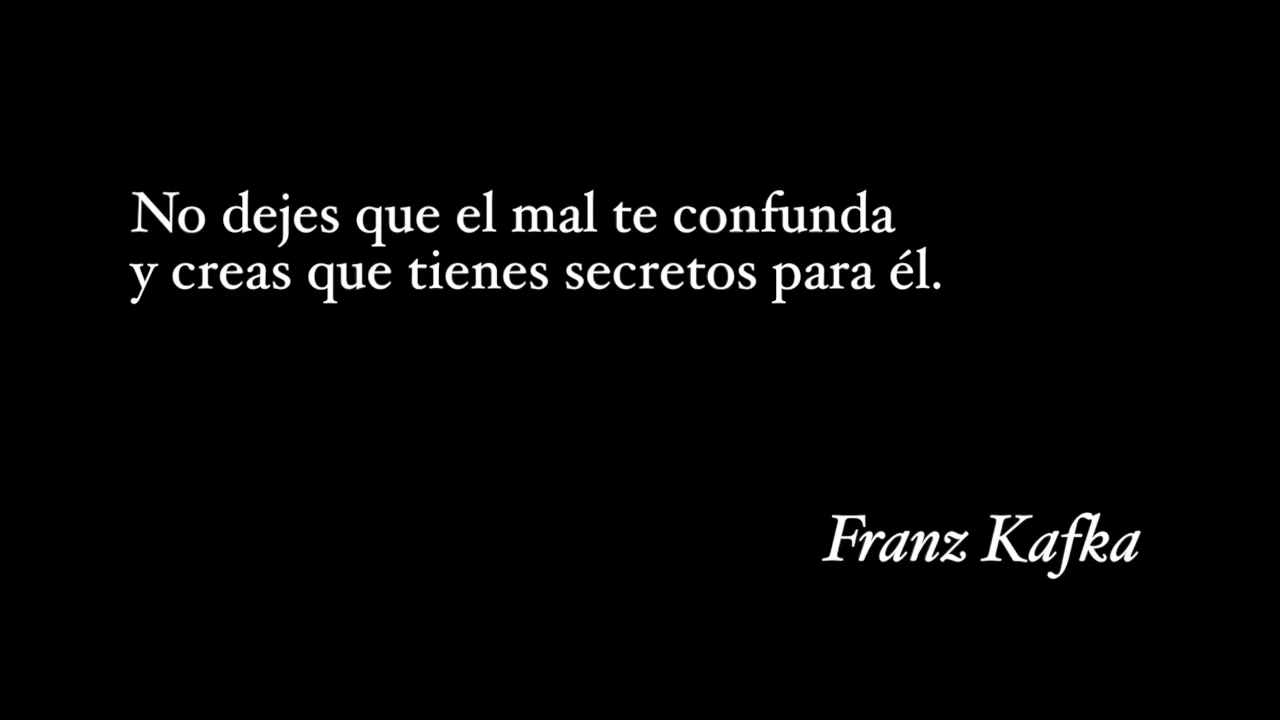 No dejes que el mal te confunda
y creas que tienes secretos para él.
Franz Kafka